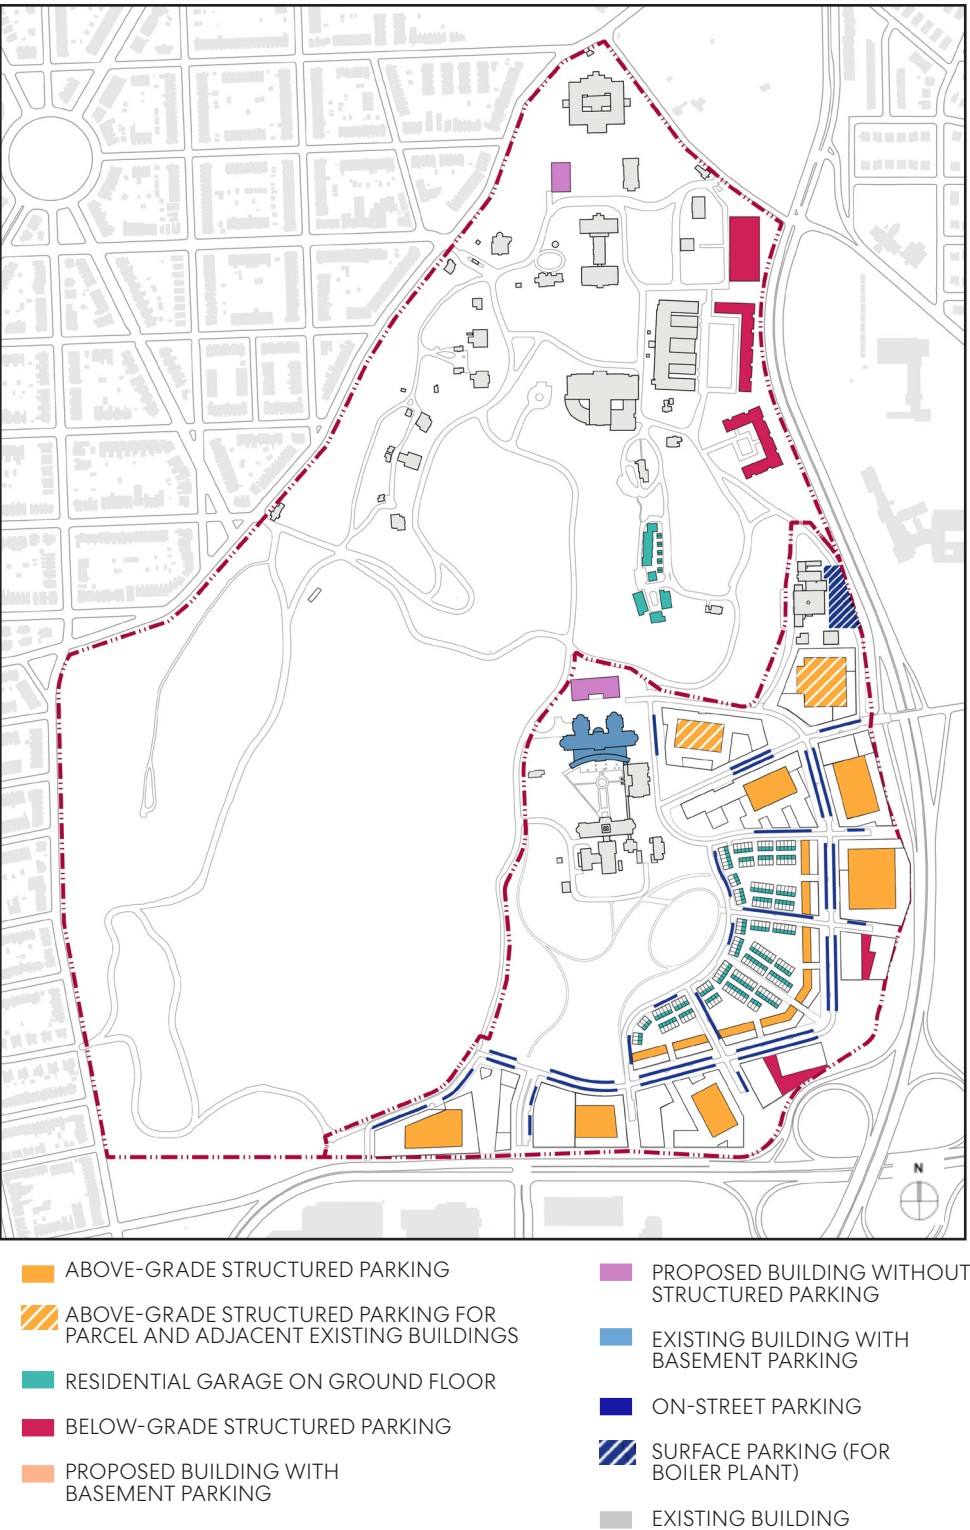 N
ABOVE-GRADE STRUCTURED PARKING
ABOVE-GRADE STRUCTURED PARKING FOR
PARCEL AND ADJACENT EXISTING BUILDINGS
RESIDENTIAL GARAGE ON GROUND FLOOR
BELOW-GRADE STRUCTURED PARKING
PROPOSED BUILDING WITH
BASEMENT PARKING
PROPOSED BUILDING WITHOUT
STRUCTURED PARKING
EXISTING BUILDING WITH
BASEMENT PARKING
ON-STREET PARKING
SURFACE PARKING (FOR
BOILER PLANT)
EXISTING BUILDING